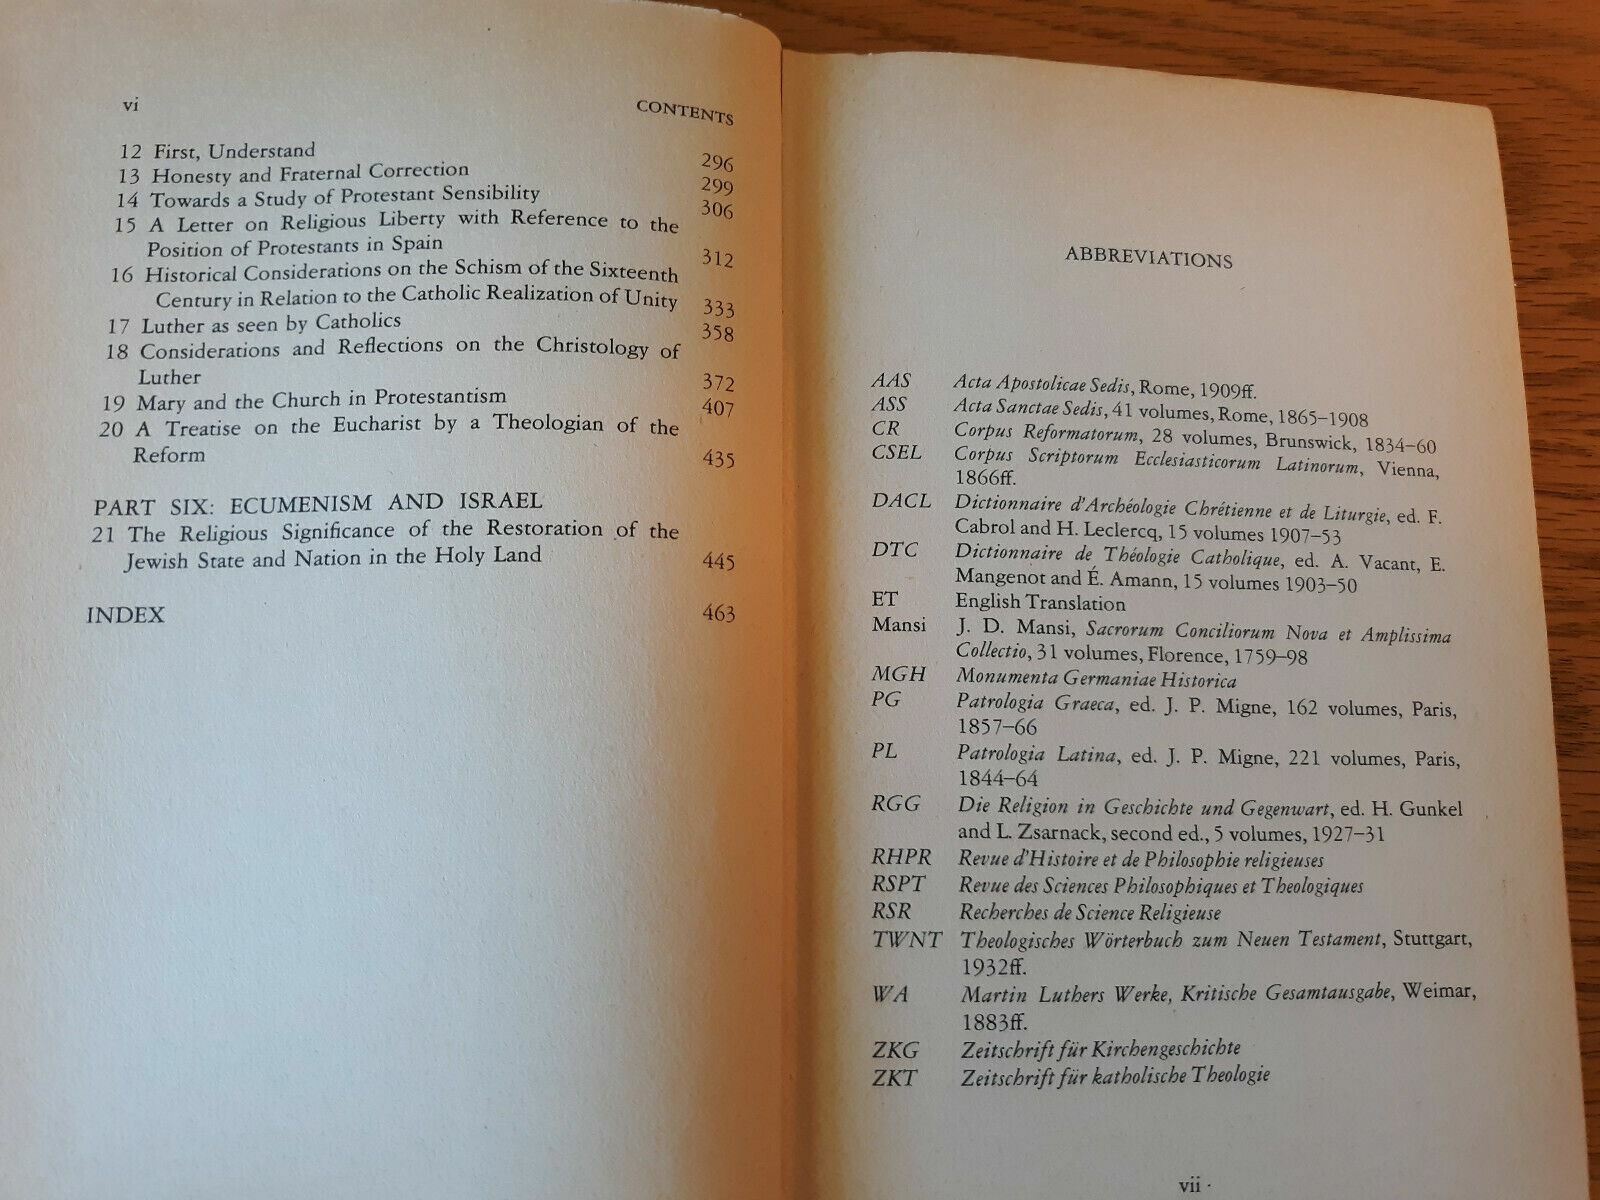 vi CONTENTS
12 First, Understand 296
13 Honesty and Fraternal Correction 299
14 Towards a Study of Protestant Sensibility 306
15 A Letter on Religious Liberty with Reference to the
Position of Protestants in Spain 312
16 Historical Considerations on the Schism of the Sixteenth
Century in Relation to the Catholic Realization of Unity 333
17 Luther as seen by Catholics 358
18 Considerations and Reflections on the Christology of
Luther 372
19 Mary and the Church in Protestantism 407
20 A Treatise on the Eucharist by a Theologian of the
Reform 435
PART SIX: ECUMENISM AND ISRAEL
21 The Religious Significance of the Restoration of the
Jewish State and Nation in the Holy Land 445
INDEX 463
ABBREVIATIONS
AAS Acta Apostolicae Sedis, Rome, 1909ff.
ASS Acta Sanctae Sedis, 41 volumes, Rome, 1865–1908
CR Corpus Reformatorum, 28 volumes, Brunswick, 1834–60
CSEL Corpus Scriptorum Ecclesiasticorum Latinorum, Vienna,
1866ff.
DACL Dictionnaire d'Archéologie Chrétienne et de Liturgie, ed. F.
Cabrol and H. Leclercq, 15 volumes 1907–53
DTC Dictionnaire de Théologie Catholique, ed. A. Vacant, E.
Mangenot and É. Amann, 15 volumes 1903–50
ET English Translation
Mansi J. D. Mansi, Sacrorum Conciliorum Nova et Amplissima
Collectio, 31 volumes, Florence, 1759–98
MGH Monumenta Germaniae Historica
PG Patrologia Graeca, ed. J. P. Migne, 162 volumes, Paris,
1857–66
PL Patrologia Latina, ed. J. P. Migne, 221 volumes, Paris,
1844–64
RGG Die Religion in Geschichte und Gegenwart, ed. H. Gunkel
and L. Zsarnack, second ed., 5 volumes, 1927–31
RHPR Revue d'Histoire et de Philosophie religieuses
RSPT Revue des Sciences Philosophiques et Theologiques
RSR Recherches de Science Religieuse
TWNT Theologisches Wörterbuch zum Neuen Testament, Stuttgart,
1932ff.
WA Martin Luthers Werke, Kritische Gesamtausgabe, Weimar,
1883ff.
ZKG Zeitschrift für Kirchengeschichte
ZKT Zeitschrift für katholische Theologie
vii